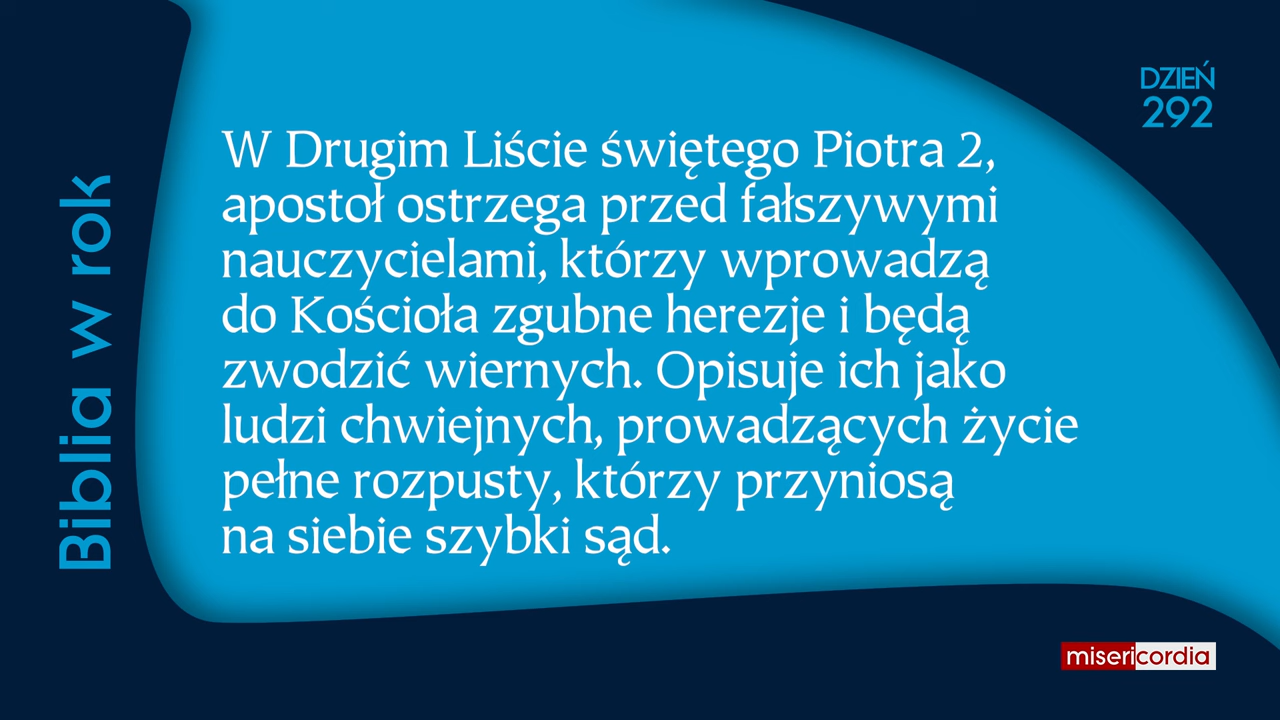 DZIEŃ
292
Biblia w rok
W Drugim Liście świętego Piotra 2,
apostoł ostrzega przed fałszywymi
nauczycielami, którzy wprowadzą
do Kościoła zgubne herezje i będą
zwodzić wiernych. Opisuje ich jako
ludzi chwiejnych, prowadzących życie
pełne rozpusty, którzy przyniosą
na siebie szybki sąd.
misericordia